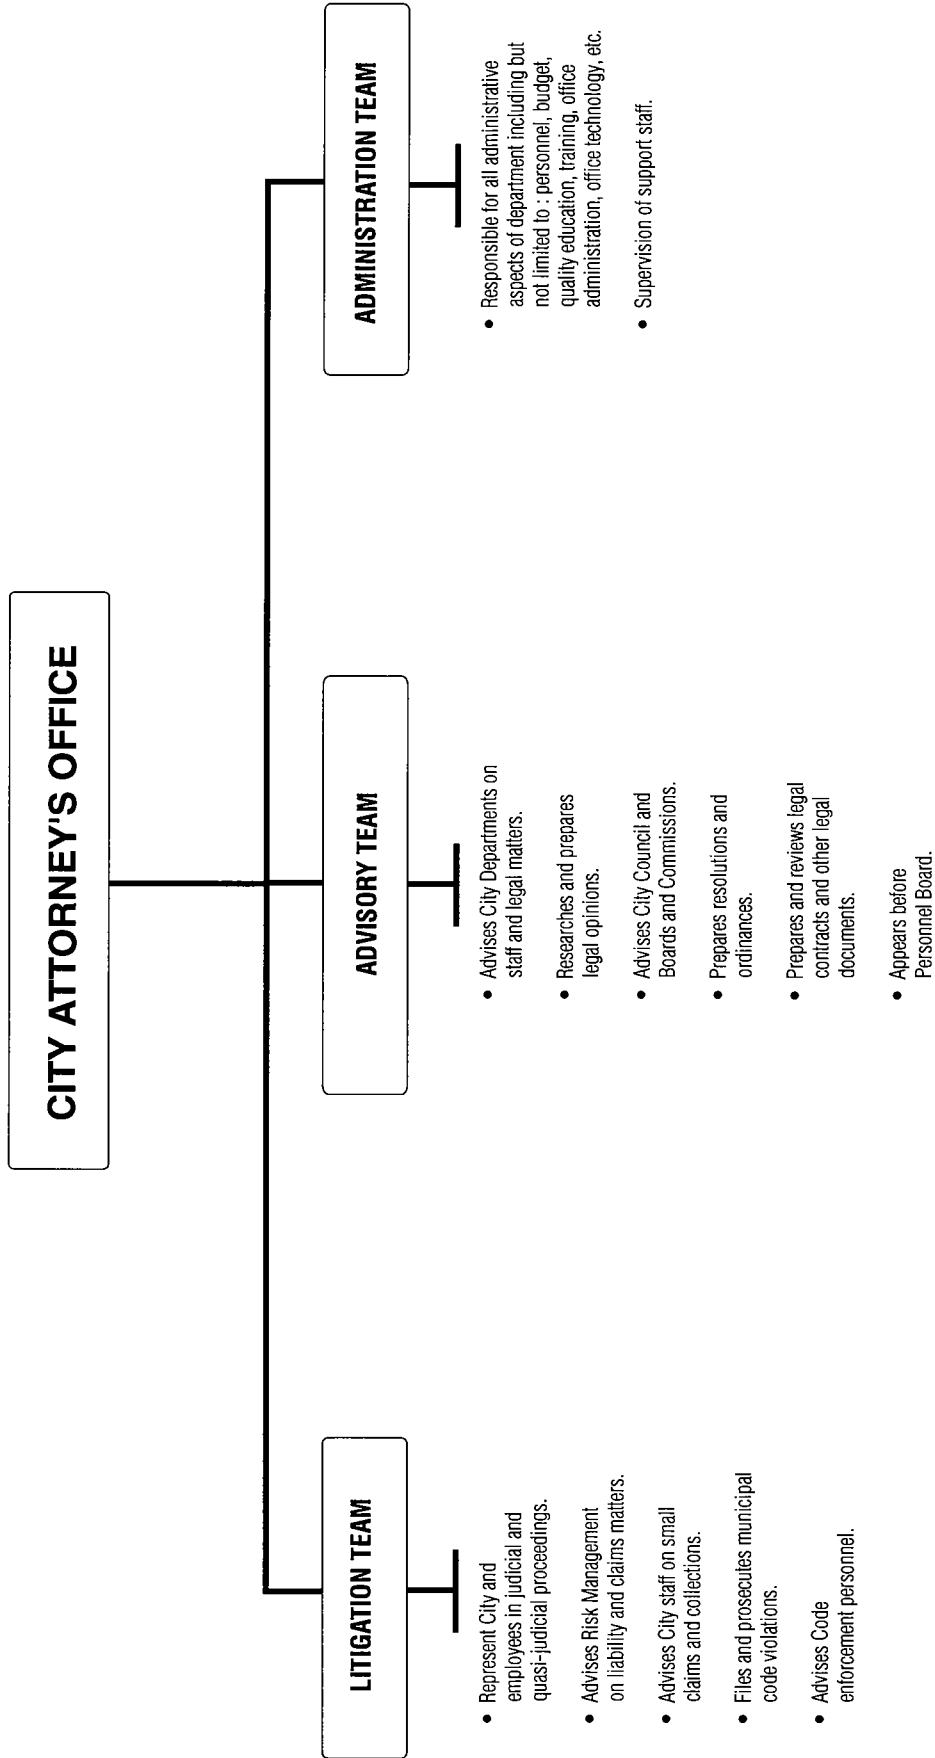 CITY ATTORNEY'S OFFICE
LITIGATION TEAM
• Represent City and
employees in judicial and
quasi-judicial proceedings.
• Advises Risk Management
on liability and claims matters.
• Advises City staff on small
claims and collections.
• Files and prosecutes municipal
code violations.
• Advises Code
enforcement personnel.
ADVISORY TEAM
• Advises City Departments on
staff and legal matters.
• Researches and prepares
legal opinions.
• Advises City Council and
Boards and Commissions.
• Prepares resolutions and
ordinances.
• Prepares and reviews legal
contracts and other legal
documents.
• Appears before
Personnel Board.
ADMINISTRATION TEAM
• Responsible for all administrative
aspects of department including but
not limited to : personnel, budget,
quality education, training, office
administration, office technology, etc.
• Supervision of support staff.